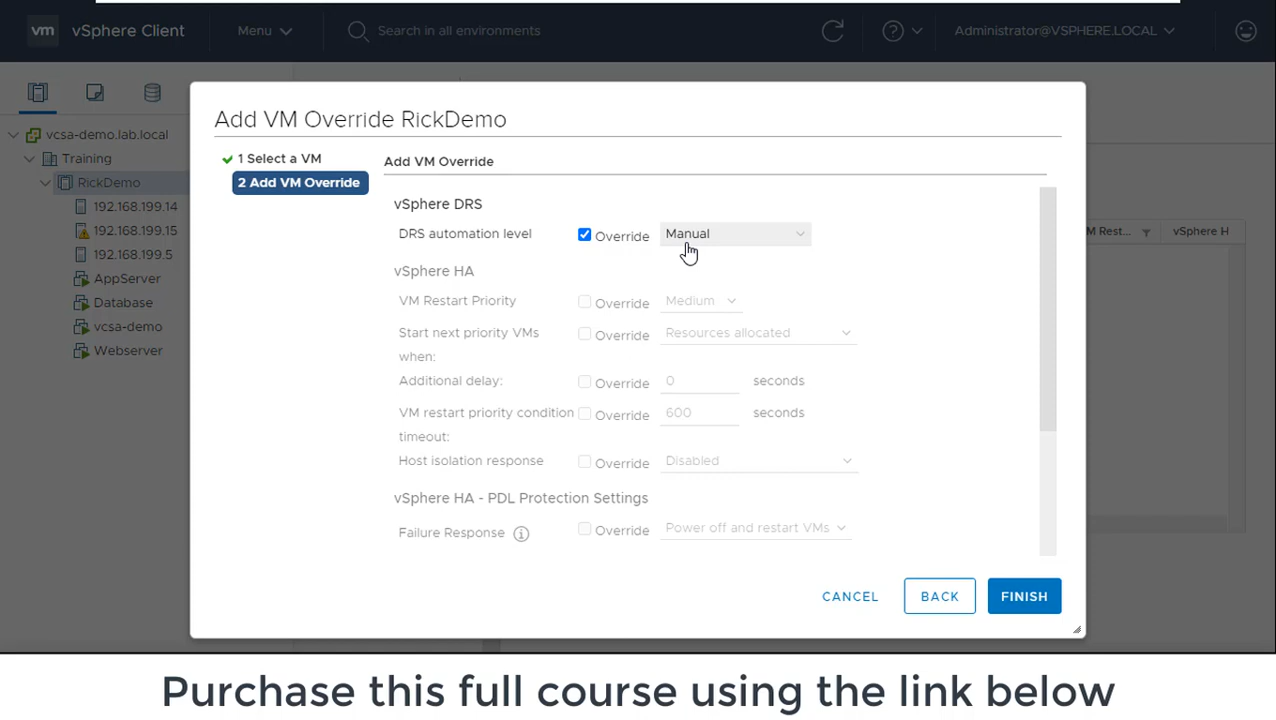 vm vSphere Client Menu Search in all environments Administrator@VSPHERE.LOCAL
vcsa-demo.lab.local
Training
RickDemo
192.168.199.14
192.168.199.15
192.168.199.5
AppServer
Database
vcsa-demo
Webserver
Add VM Override RickDemo
1 Select a VM
2 Add VM Override
Add VM Override
vSphere DRS
DRS automation level Override Manual
vSphere HA
VM Restart Priority Override Medium
Start next priority VMs when: Override Resources allocated
Additional delay: Override 0 seconds
VM restart priority condition timeout: Override 600 seconds
Host isolation response Override Disabled
vSphere HA - PDL Protection Settings
Failure Response Override Power off and restart VMs
CANCEL BACK FINISH
M Rest... vSphere H
Purchase this full course using the link below